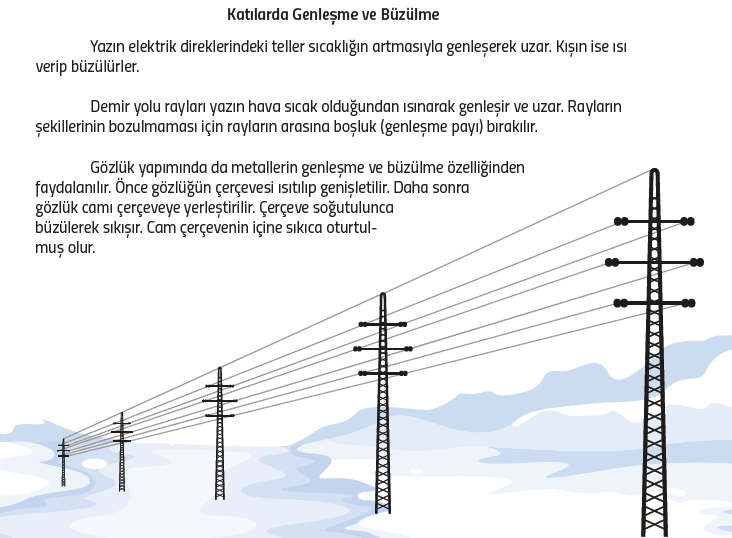 Katılarda Genleşme ve Büzülme
Yazın elektrik direklerindeki teller sıcaklığın artmasıyla genleşerek uzar. Kışın ise ısı
verip büzülürler.
Demir yolu rayları yazın hava sıcak olduğundan ısınarak genleşir ve uzar. Rayların
şekillerinin bozulmaması için rayların arasına boşluk (genleşme payı) bırakılır.
Gözlük yapımında da metallerin genleşme ve büzülme özelliğinden
faydalanılır. Önce gözlüğün çerçevesi ısıtılıp genişletilir. Daha sonra
gözlük camı çerçeveye yerleştirilir. Çerçeve soğutulunca
büzülerek sıkışır. Cam çerçevenin içine sıkıca oturtul-
muş olur.